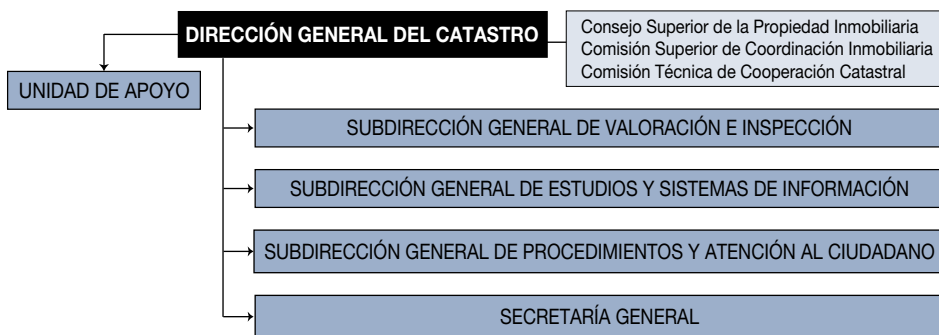 DIRECCIÓN GENERAL DEL CATASTRO
Consejo Superior de la Propiedad Inmobiliaria
Comisión Superior de Coordinación Inmobiliaria
Comisión Técnica de Cooperación Catastral
UNIDAD DE APOYO
SUBDIRECCIÓN GENERAL DE VALORACIÓN E INSPECCIÓN
SUBDIRECCIÓN GENERAL DE ESTUDIOS Y SISTEMAS DE INFORMACIÓN
SUBDIRECCIÓN GENERAL DE PROCEDIMIENTOS Y ATENCIÓN AL CIUDADANO
SECRETARÍA GENERAL